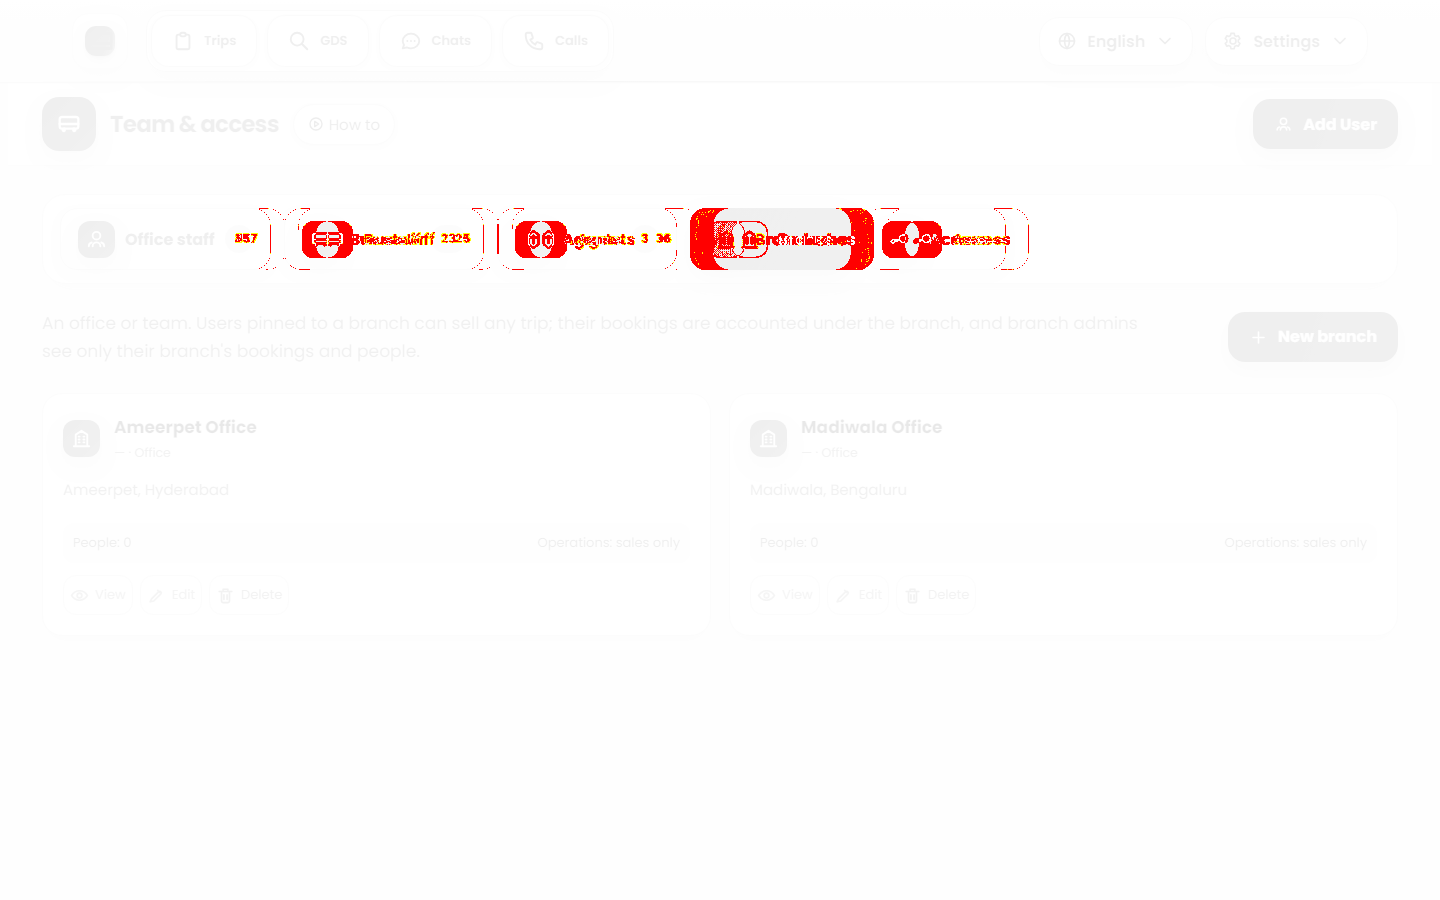 Trips GDS Chats Calls English Settings
Team & access How to Add User
Office staff
An office or team. Users pinned to a branch can sell any trip; their bookings are accounted under the branch, and branch admins
see only their branch's bookings and people.
New branch
Ameerpet Office
— · Office
Ameerpet, Hyderabad
People: 0 Operations: sales only
View Edit Delete
Madiwala Office
— · Office
Madiwala, Bengaluru
People: 0 Operations: sales only
View Edit Delete